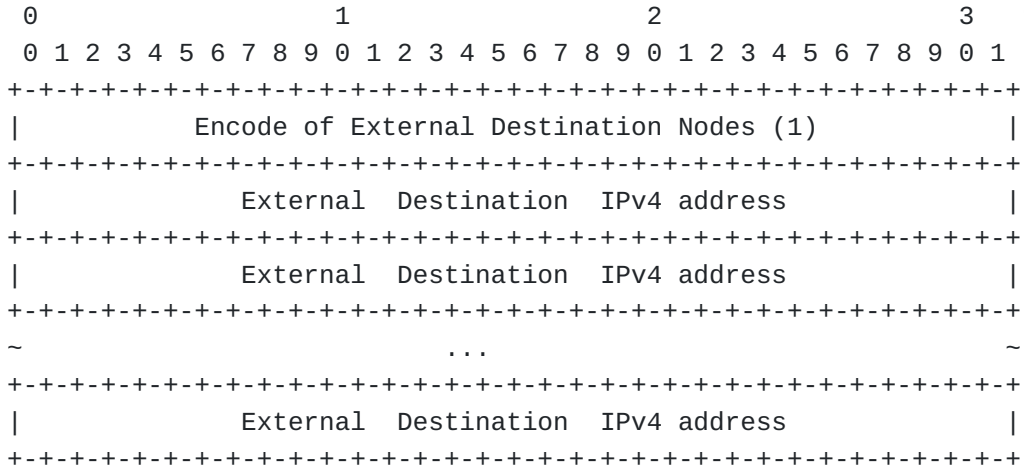 0                   1                   2                   3
 0 1 2 3 4 5 6 7 8 9 0 1 2 3 4 5 6 7 8 9 0 1 2 3 4 5 6 7 8 9 0 1
+-+-+-+-+-+-+-+-+-+-+-+-+-+-+-+-+-+-+-+-+-+-+-+-+-+-+-+-+-+-+-+-+
|           Encode of External Destination Nodes (1)            |
+-+-+-+-+-+-+-+-+-+-+-+-+-+-+-+-+-+-+-+-+-+-+-+-+-+-+-+-+-+-+-+-+
|              External  Destination  IPv4 address              |
+-+-+-+-+-+-+-+-+-+-+-+-+-+-+-+-+-+-+-+-+-+-+-+-+-+-+-+-+-+-+-+-+
|              External  Destination  IPv4 address              |
+-+-+-+-+-+-+-+-+-+-+-+-+-+-+-+-+-+-+-+-+-+-+-+-+-+-+-+-+-+-+-+-+
~                           ...                                 ~
+-+-+-+-+-+-+-+-+-+-+-+-+-+-+-+-+-+-+-+-+-+-+-+-+-+-+-+-+-+-+-+-+
|              External  Destination  IPv4 address              |
+-+-+-+-+-+-+-+-+-+-+-+-+-+-+-+-+-+-+-+-+-+-+-+-+-+-+-+-+-+-+-+-+